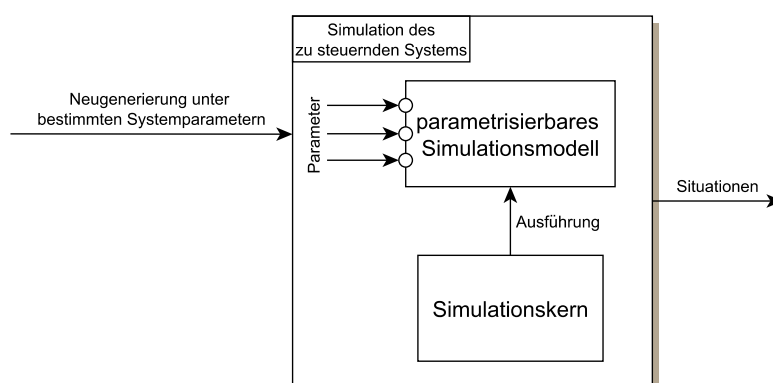 Simulation des
zu steuernden Systems
Neugenerierung unter
bestimmten Systemparametern
Parameter
parametrisierbares
Simulationsmodell
Situationen
Ausführung
Simulationskern